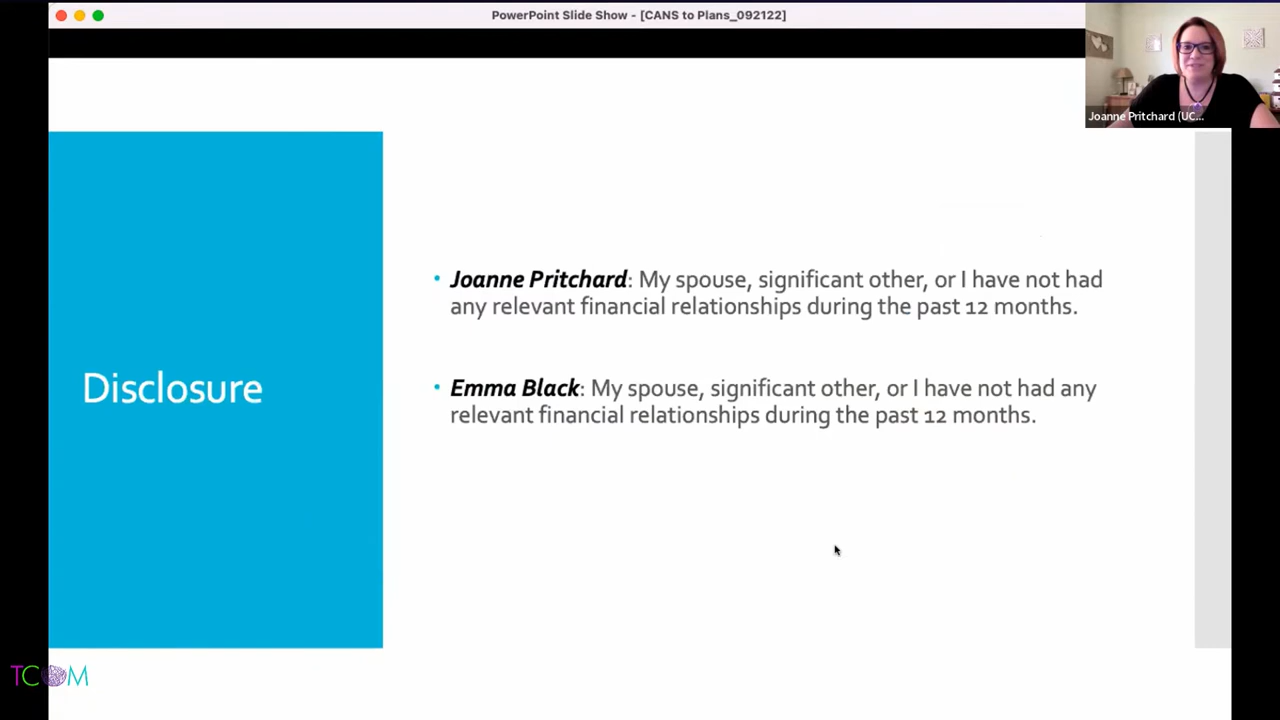 PowerPoint Slide Show - [CANS to Plans_092122]
Joanne Pritchard (UC...
Disclosure
• Joanne Pritchard: My spouse, significant other, or I have not had
any relevant financial relationships during the past 12 months.
• Emma Black: My spouse, significant other, or I have not had any
relevant financial relationships during the past 12 months.
TCOM